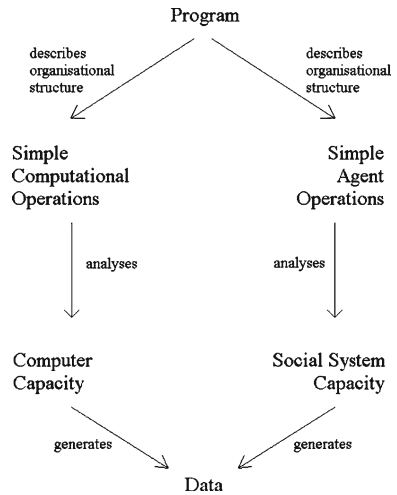 Program
describes
organisational
structure
describes
organisational
structure
Simple
Computational
Operations
Simple
Agent
Operations
analyses
analyses
Computer
Capacity
Social System
Capacity
generates
generates
Data